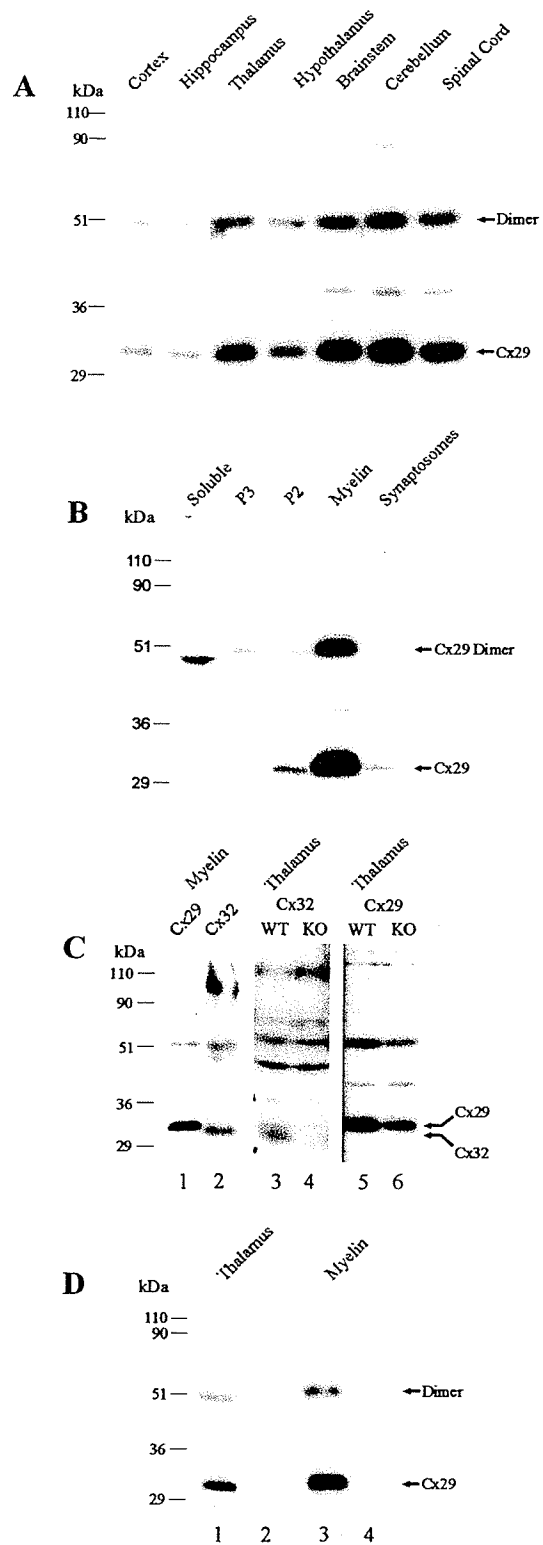 A
kDa
Cortex
Hippocampus
Thalamus
Hypothalamus
Brainstem
Cerebellum
Spinal Cord
110
90
51
Dimer
36
Cx29
29
B
kDa
Soluble
P3
P2
Myelin
Synaptosomes
110
90
51
Cx29 Dimer
36
Cx29
29
Myelin
Thalamus
Thalamus
Cx29
Cx32
Cx32
Cx29
C
WT KO
WT KO
kDa
110
90
51
36
Cx29
29
Cx32
1 2 3 4 5 6
D
kDa
Thalamus
Myelin
110
90
51
Dimer
36
Cx29
29
1 2 3 4